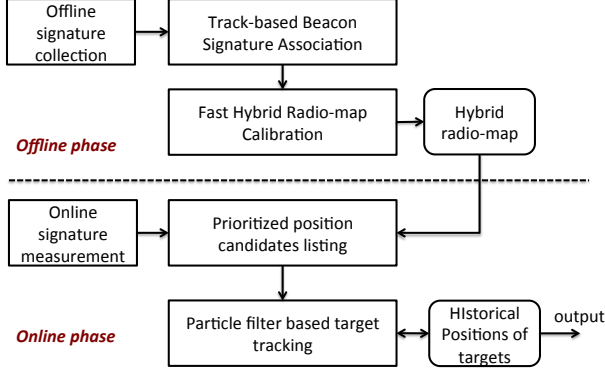 Offline
signature
collection
Track-based Beacon
Signature Association
Fast Hybrid Radio-map
Calibration
Hybrid
radio-map
Offline phase
Online
signature
measurement
Prioritized position
candidates listing
Particle filter based target
tracking
HIstorical
Positions of
targets
output
Online phase